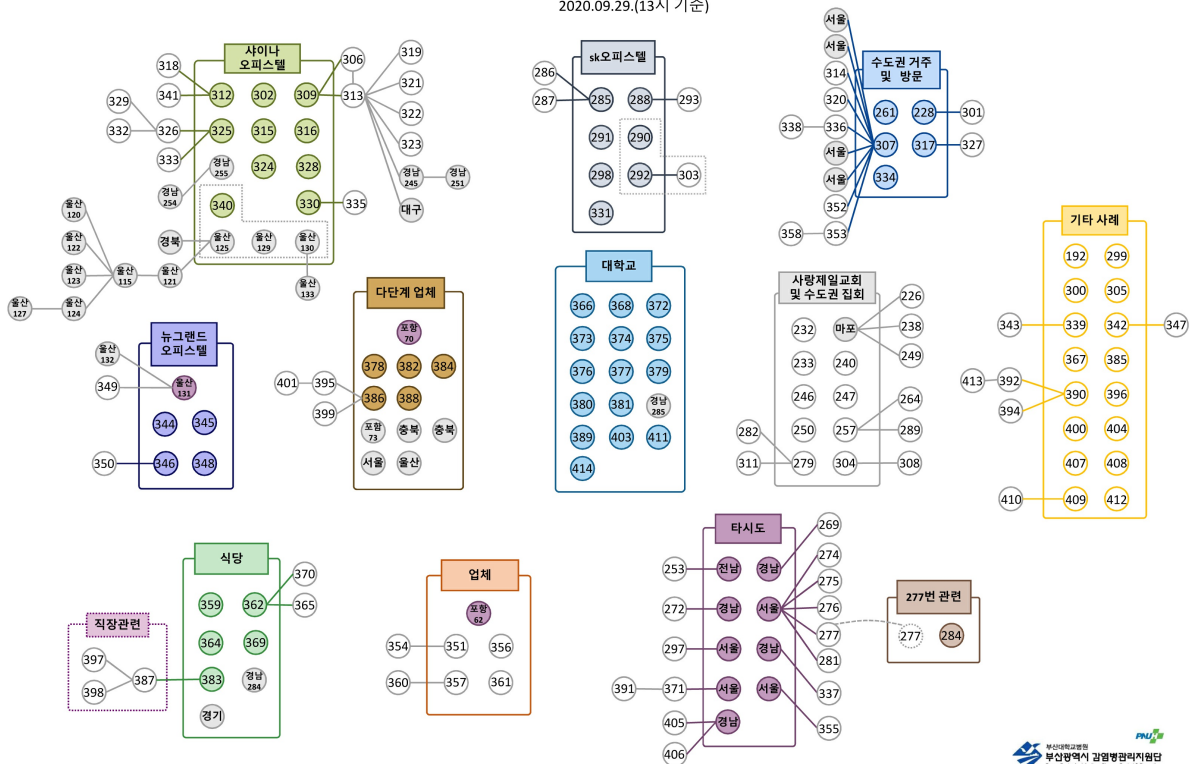 2020.09.29.(13시 기준)
샤이나
오피스텔
318
341
312
302
309
306
313
319
321
322
323
경남
245
경남
251
대구
329
332
326
333
325
315
316
경남
255
경남
254
324
328
340
330
335
경북
울산
125
울산
129
울산
130
울산
133
울산
120
울산
122
울산
123
울산
124
울산
127
울산
115
울산
121
sk오피스텔
286
287
285
288
293
291
290
298
292
303
331
수도권 거주
및 방문
서울
서울
314
320
338
336
서울
서울
352
358
353
261
228
301
307
317
327
334
기타 사례
192
299
300
305
343
339
342
347
367
385
413
392
394
390
396
400
404
407
408
410
409
412
뉴그랜드
오피스텔
울산
132
349
울산
131
344
345
350
346
348
다단계 업체
포항
70
378
382
384
401
395
399
386
388
포항
73
충북
충북
서울
울산
대학교
366
368
372
373
374
375
376
377
379
380
381
경남
285
389
403
411
414
사랑제일교회
및 수도권 집회
232
마포
226
238
249
233
240
246
247
264
250
257
289
282
311
279
304
308
식당
359
362
370
365
364
369
383
경남
284
경기
직장관련
397
398
387
업체
포항
62
354
351
356
360
357
361
타시도
253
전남
경남
269
272
경남
서울
274
275
276
277
281
297
서울
경남
337
391
371
서울
서울
355
405
406
경남
277번 관련
277
284
부산대학교병원
부산광역시 감염병관리지원단
PNUH